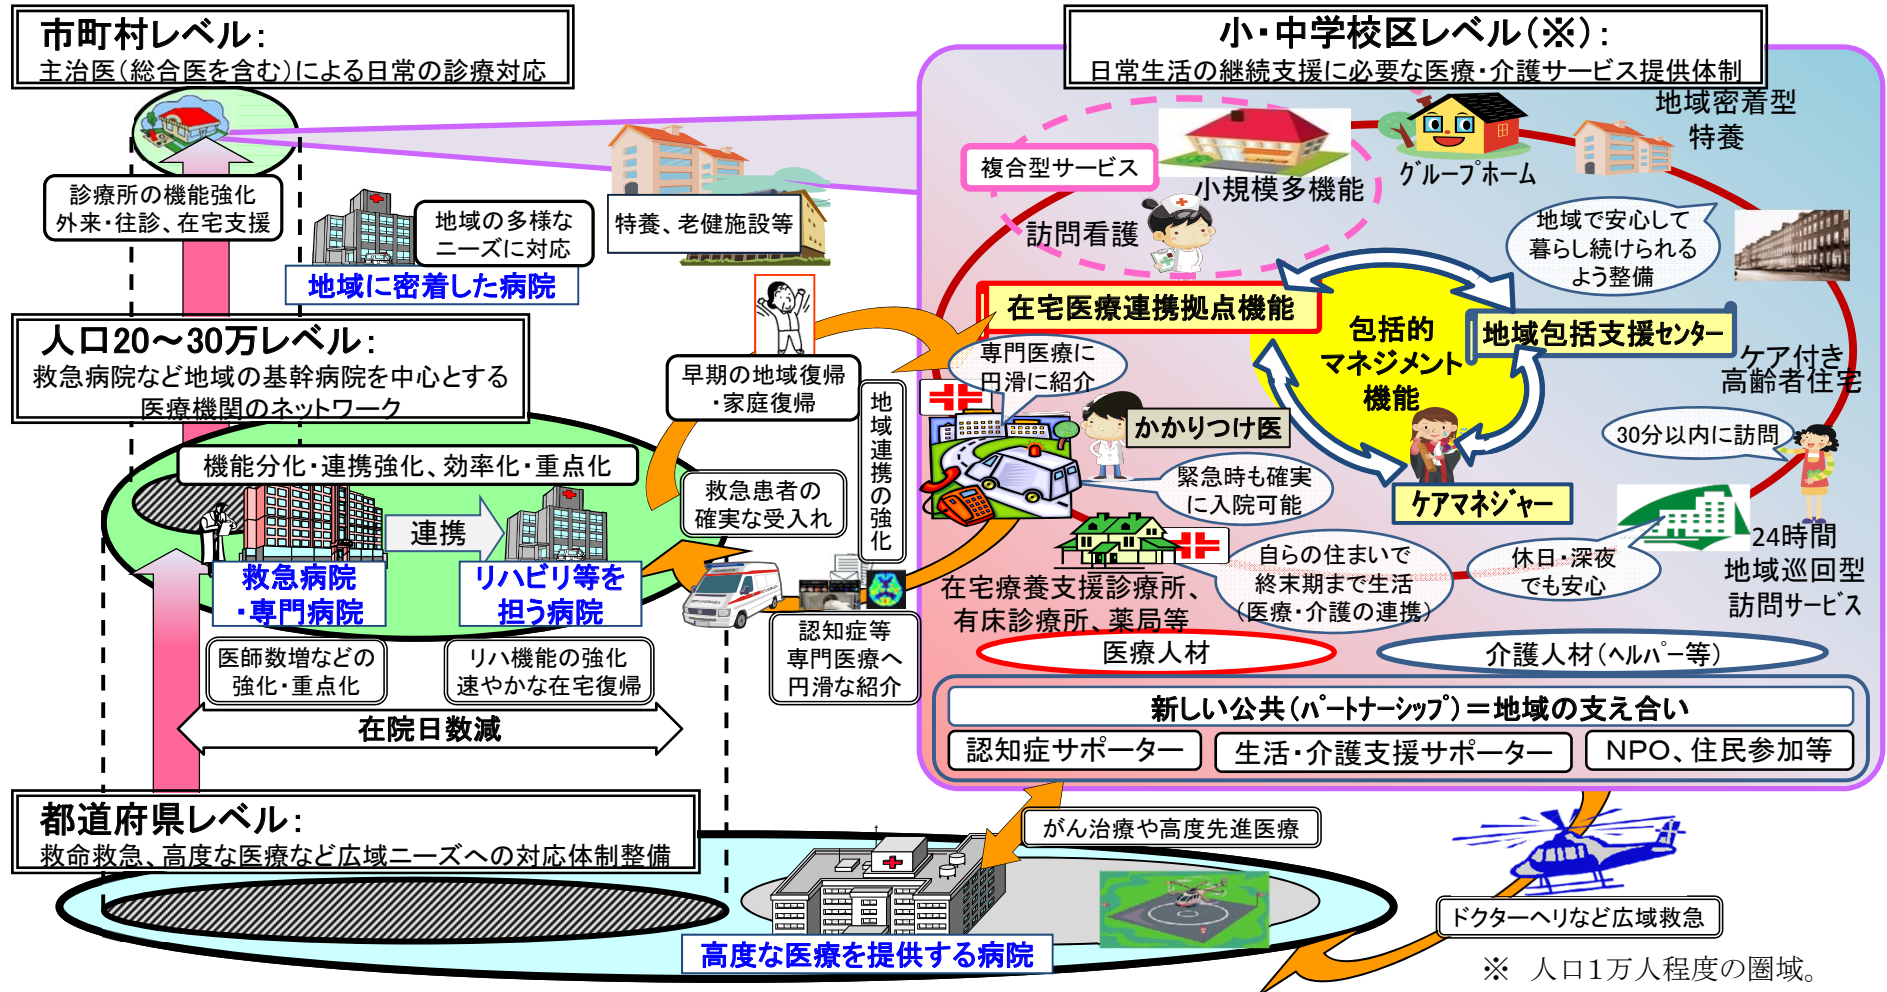 市町村レベル：
主治医（総合医を含む）による日常の診療対応
小・中学校区レベル（※）：
日常生活の継続支援に必要な医療・介護サービス提供体制
診療所の機能強化
外来・往診、在宅支援
地域の多様な
ニーズに対応
地域に密着した病院
特養、老健施設等
複合型サービス
小規模多機能
訪問看護
グループホーム
地域密着型
特養
地域で安心して
暮らし続けられる
よう整備
在宅医療連携拠点機能
包括的
マネジメント
機能
地域包括支援センター
ケア付き
高齢者住宅
人口20～30万レベル：
救急病院など地域の基幹病院を中心とする
医療機関のネットワーク
早期の地域復帰
・家庭復帰
地域連携の強化
専門医療に
円滑に紹介
かかりつけ医
30分以内に訪問
機能分化・連携強化、効率化・重点化
救急患者の
確実な受入れ
緊急時も確実
に入院可能
ケアマネジャー
連携
救急病院
・専門病院
リハビリ等を
担う病院
在宅療養支援診療所、
有床診療所、薬局等
自らの住まいで
終末期まで生活
（医療・介護の連携）
休日・深夜
でも安心
24時間
地域巡回型
訪問サービス
医師数増などの
強化・重点化
リハ機能の強化
速やかな在宅復帰
認知症等
専門医療へ
円滑な紹介
医療人材
介護人材（ヘルパー等）
在院日数減
新しい公共（パートナーシップ）＝地域の支え合い
認知症サポーター
生活・介護支援サポーター
NPO、住民参加等
都道府県レベル：
救命救急、高度な医療など広域ニーズへの対応体制整備
がん治療や高度先進医療
高度な医療を提供する病院
ドクターヘリなど広域救急
※　人口１万人程度の圏域。